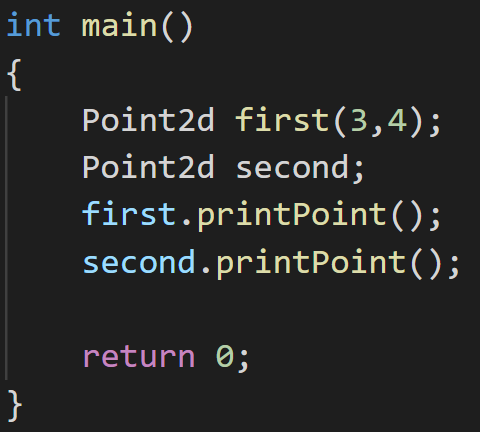 int main()
{
    Point2d first(3,4);
    Point2d second;
    first.printPoint();
    second.printPoint();

    return 0;
}